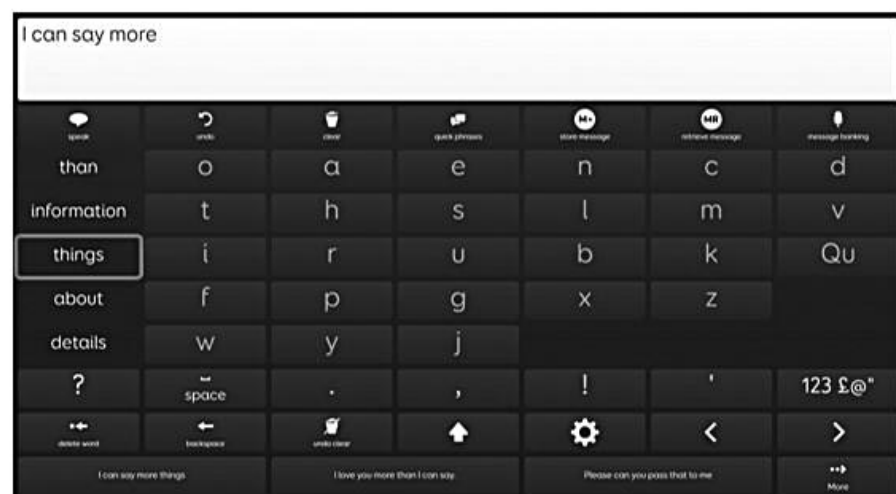 I can say more
speak undo clear quick phrases store message retrieve message message banking
M+ MR
than o a e n c d
information t h s l m v
things i r u b k Qu
about f p g x z
details w y j
? space . , ! ' 123 £@"
delete word backspace undo clear < >
I can say more things I love you more than I can say Please can you pass that to me More